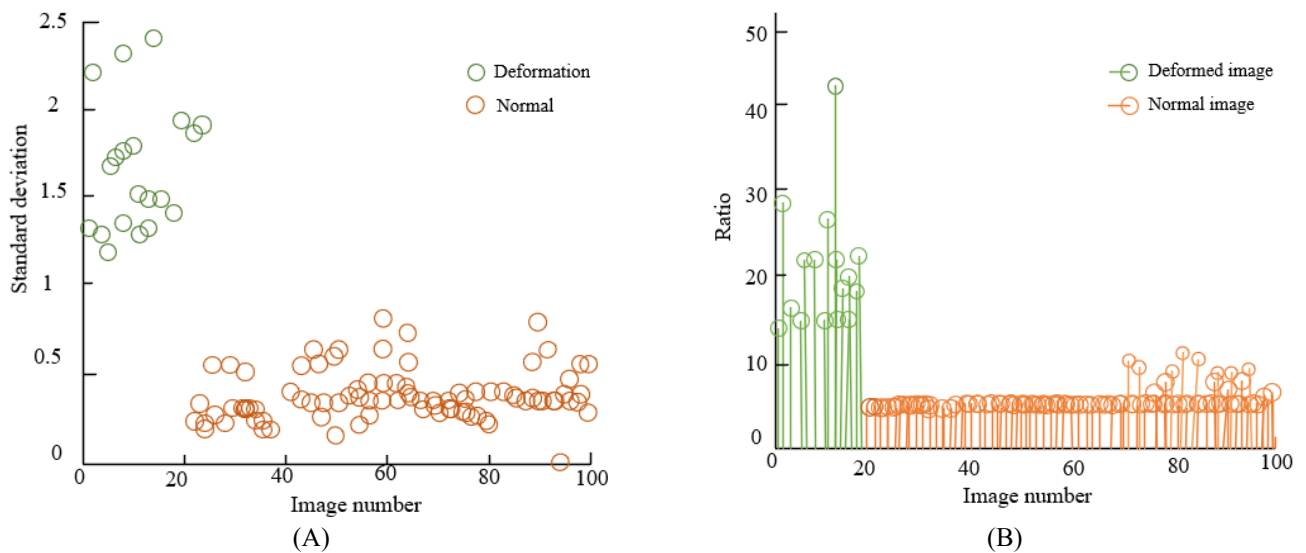 2.5
2
1.5
1
0.5
0
Standard deviation
Deformation
Normal
0
20
40
60
80
100
Image number
(A)
50
40
30
20
10
0
Ratio
Deformed image
Normal image
0
20
40
60
80
100
Image number
(B)